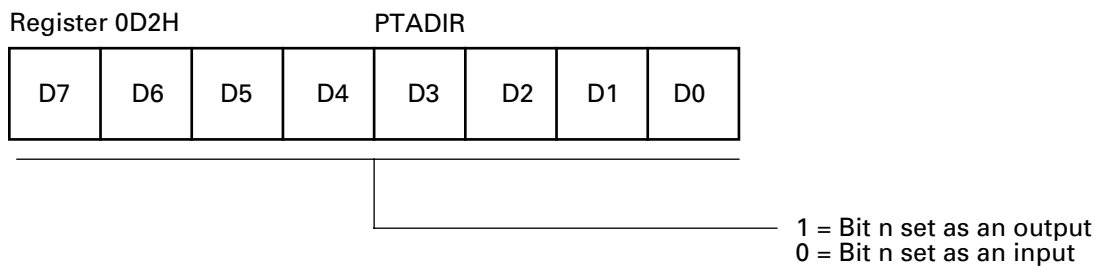 Register 0D2H PTADIR
D7 D6 D5 D4 D3 D2 D1 D0
1 = Bit n set as an output
0 = Bit n set as an input